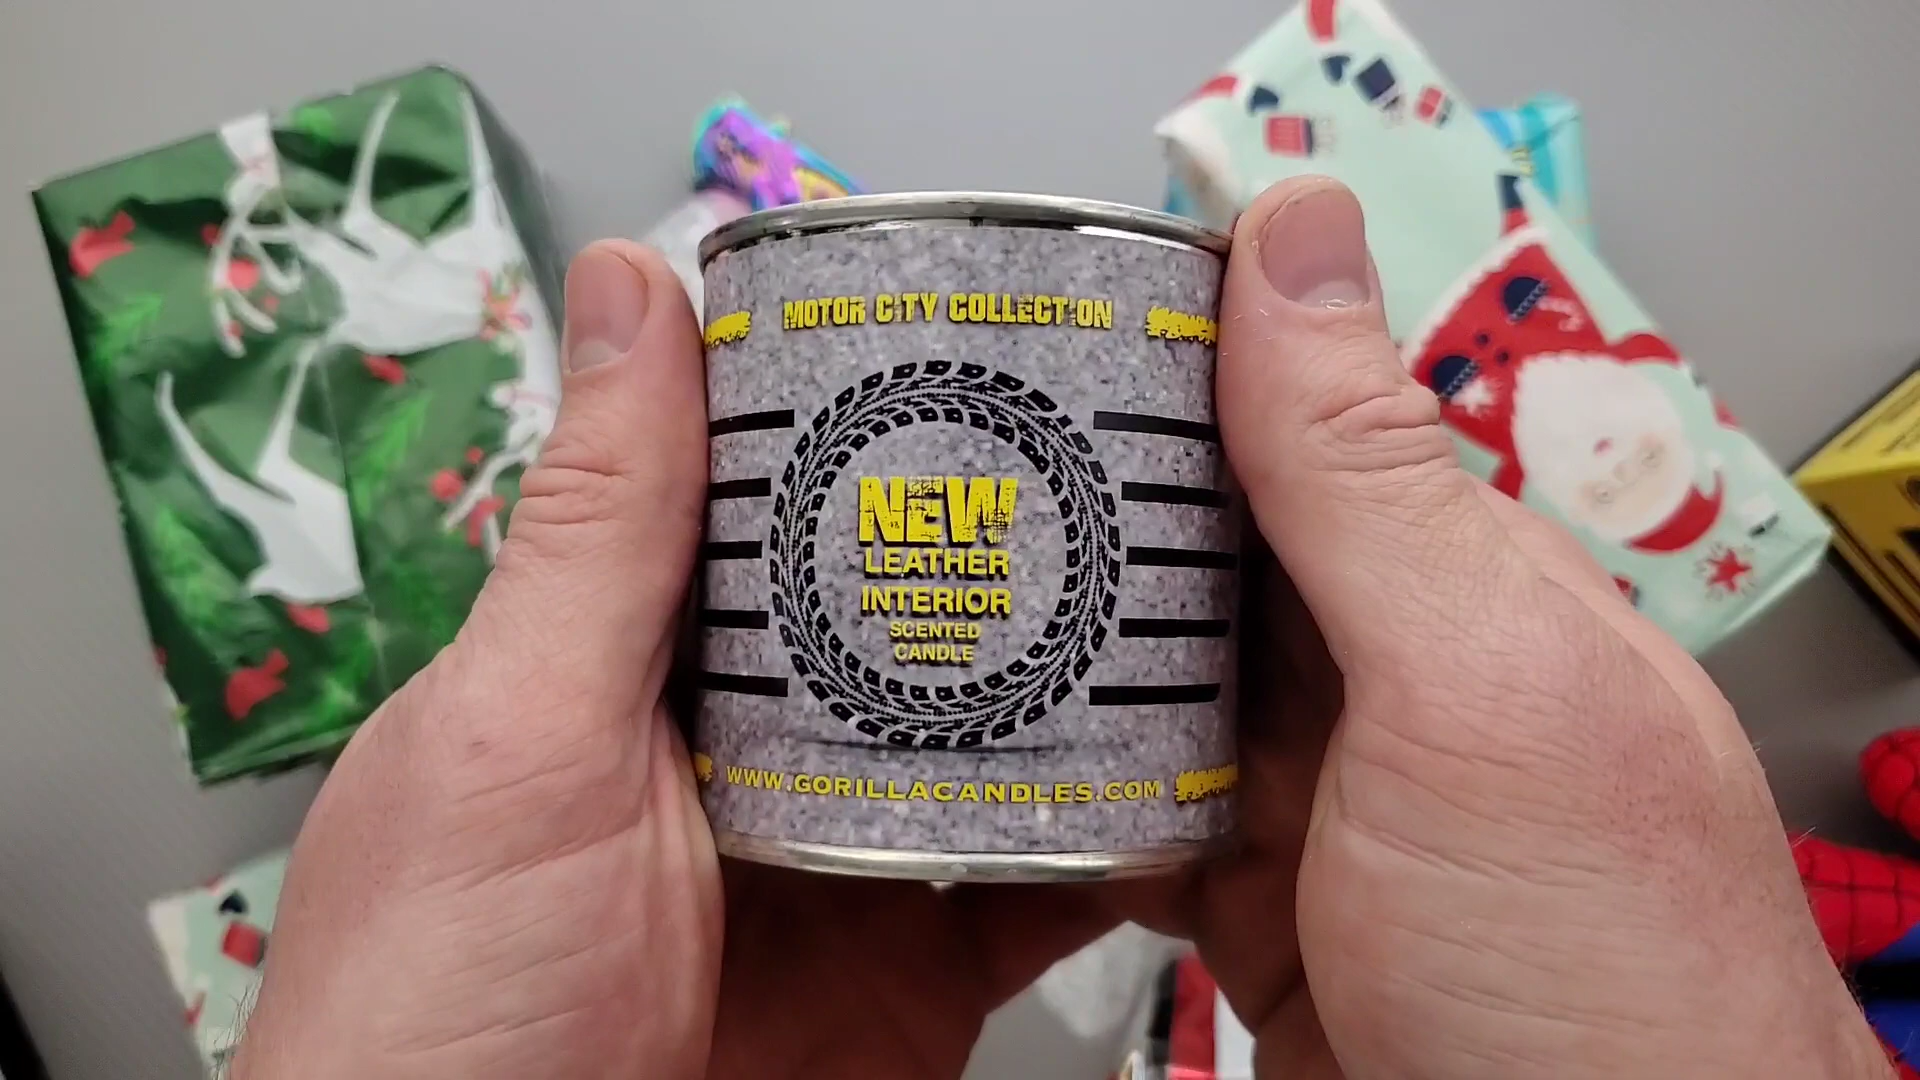 MOTOR CITY COLLECTION
NEW
LEATHER
INTERIOR
SCENTED
CANDLE
WWW.GORILLACANDLES.COM